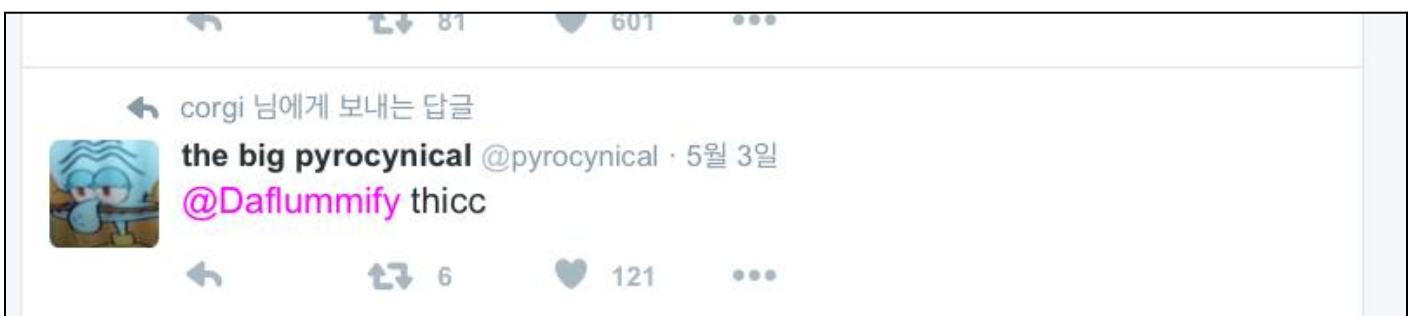 81 601
corgi 님에게 보내는 답글
the big pyrocynical @pyrocynical · 5월 3일
@Daflummify thicc
6 121